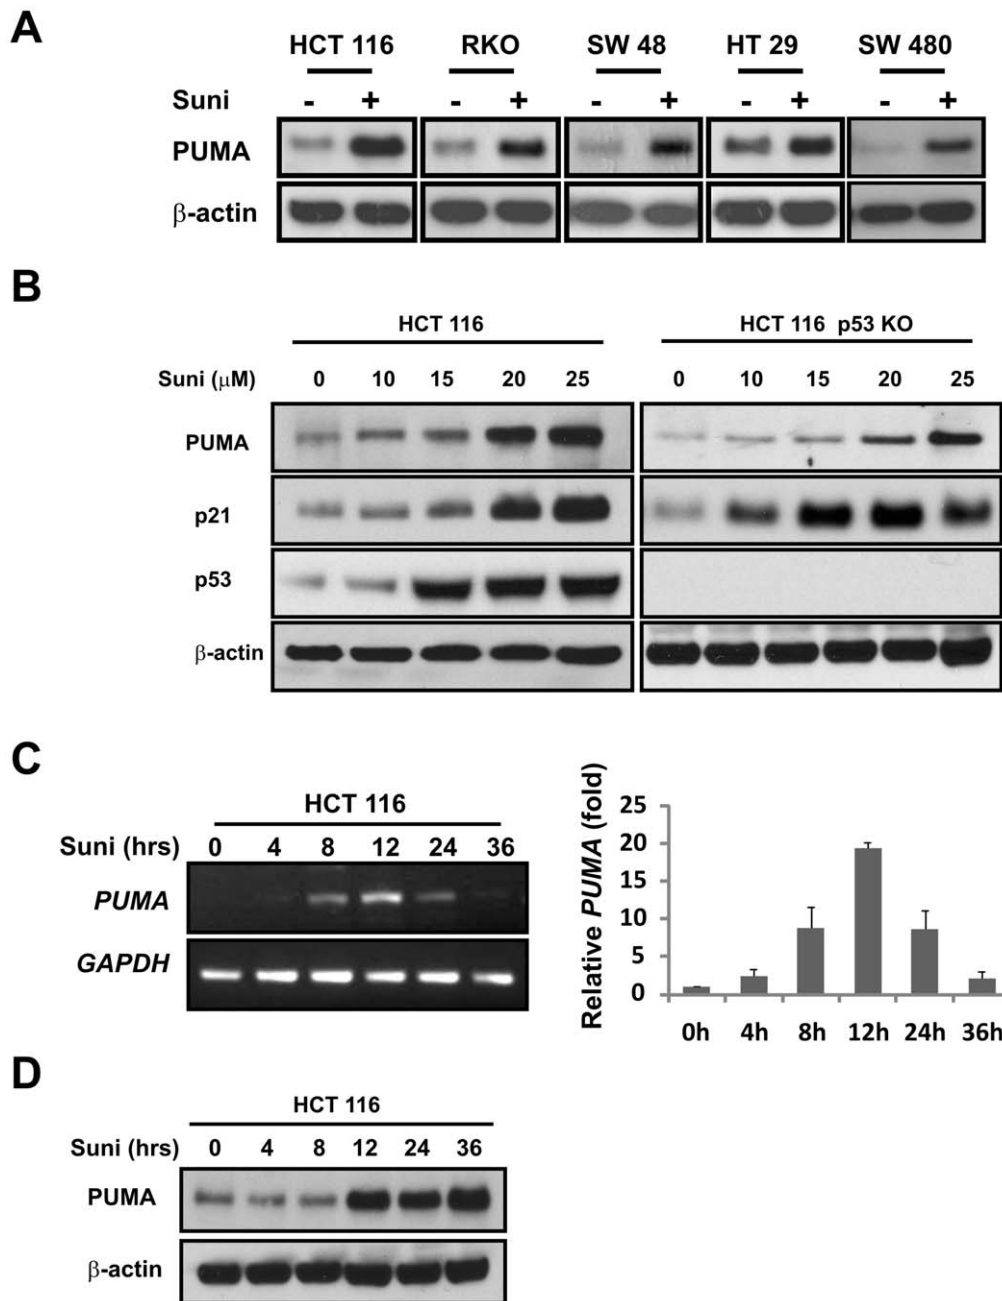 A
HCT 116 RKO SW 48 HT 29 SW 480
Suni - + - + - + - + - +
PUMA
β-actin
B
HCT 116 HCT 116 p53 KO
Suni (μM) 0 10 15 20 25 0 10 15 20 25
PUMA
p21
p53
β-actin
C
HCT 116
Suni (hrs) 0 4 8 12 24 36
PUMA
GAPDH
Relative PUMA (fold)
25
20
15
10
5
0
0h 4h 8h 12h 24h 36h
D
HCT 116
Suni (hrs) 0 4 8 12 24 36
PUMA
β-actin